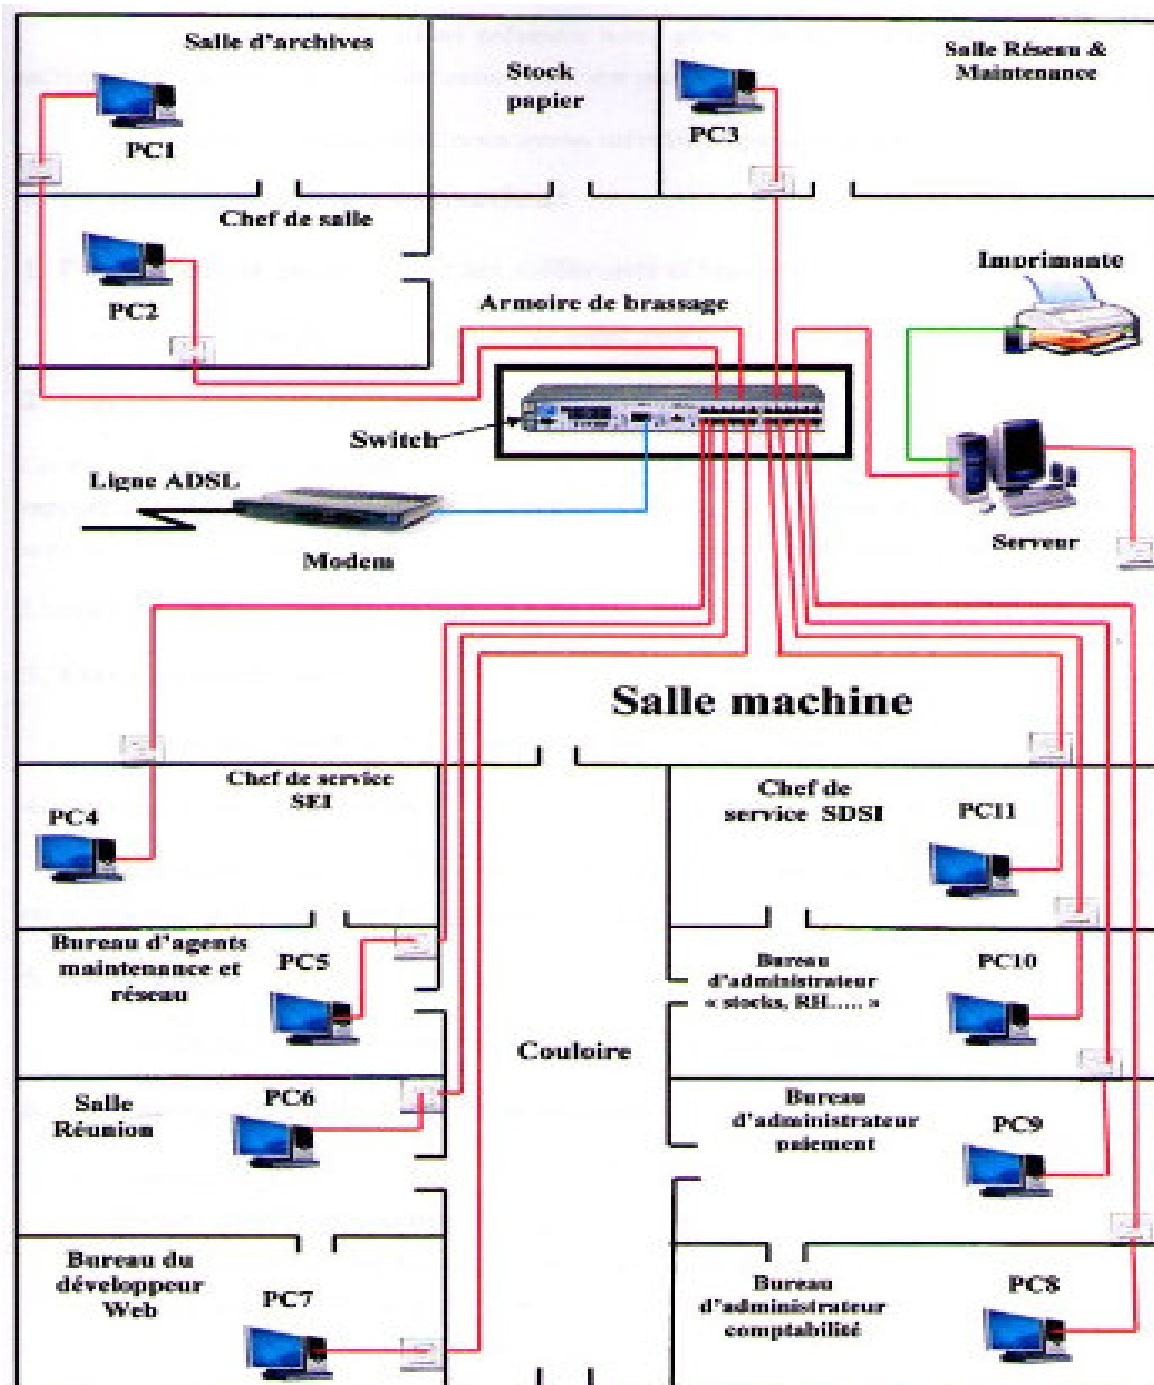 Salle d'archives
PC1
Stock
papier
Salle Réseau &
Maintenance
PC3
Chef de salle
PC2
Armoire de brassage
Imprimante
Switch
Ligne ADSL
Modem
Serveur
Salle machine
Chef de service
SEI
PC4
Chef de
service SDSI
PC11
Bureau d'agents
maintenance et
réseau
PC5
Bureau
d'administrateur
« stocks, RH..... »
PC10
Couloire
Salle
Réunion
PC6
Bureau
d'administrateur
paiement
PC9
Bureau du
développeur
Web
PC7
Bureau
d'administrateur
comptabilité
PC8